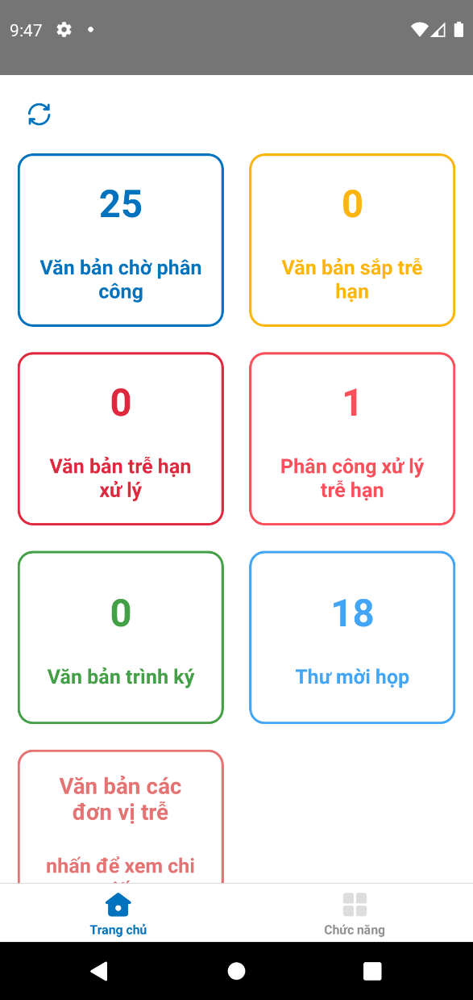 9:47
25
Văn bản chờ phân
công
0
Văn bản sắp trễ
hạn
0
Văn bản trễ hạn
xử lý
1
Phân công xử lý
trễ hạn
0
Văn bản trình ký
18
Thư mời họp
Văn bản các
đơn vị trễ
nhấn để xem chi
Trang chủ
Chức năng